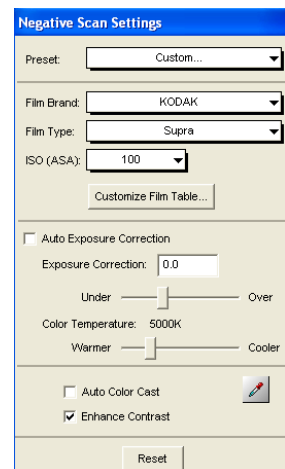 Negative Scan Settings
Preset: Custom...
Film Brand: KODAK
Film Type: Supra
ISO (ASA): 100
Customize Film Table...
Auto Exposure Correction
Exposure Correction: 0.0
Under Over
Color Temperature: 5000K
Warmer Cooler
Auto Color Cast
Enhance Contrast
Reset